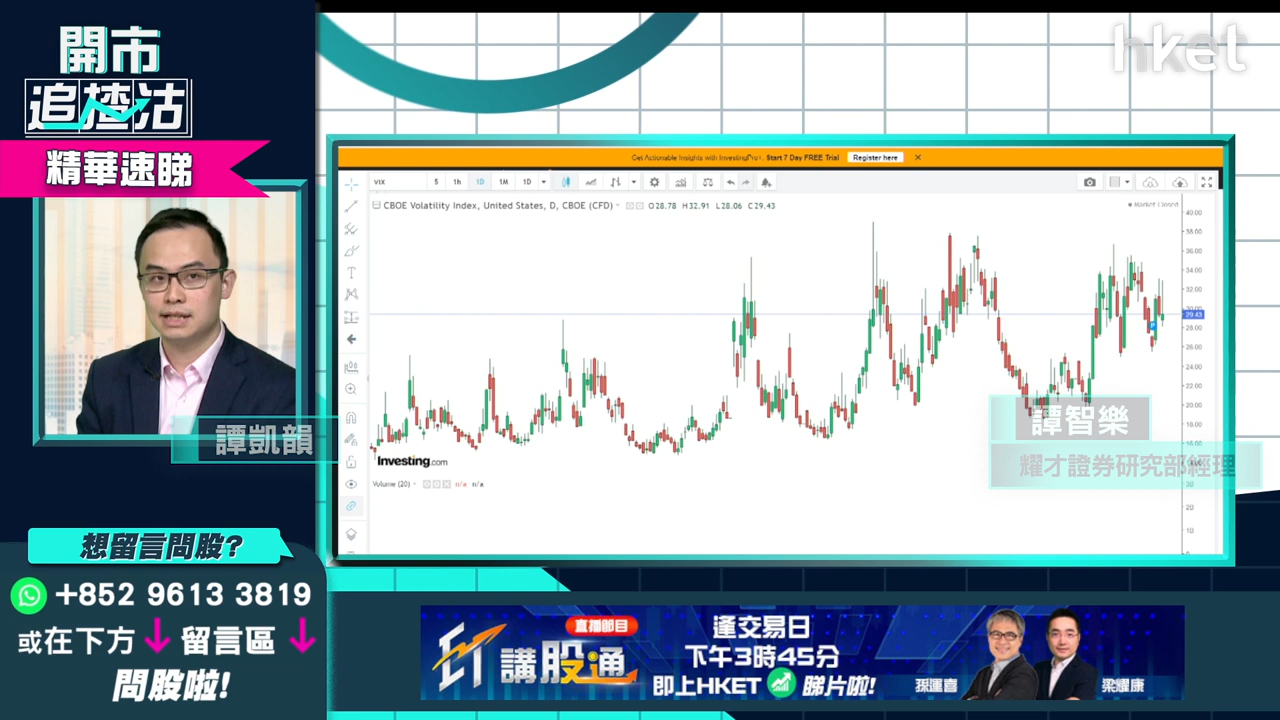 開市
追揸沽
精華速睇
hket
Get Actionable Insights with InvestingPro+. Start 7 Day FREE Trial
Register here
VIX
5
1h
1D
1M
1D
CBOE Volatility Index, United States, D, CBOE (CFD)
O28.78 H32.91 L28.06 C29.43
Market Closed
40.00
38.00
36.00
34.00
32.00
30.00
29.43
28.00
26.00
24.00
22.00
20.00
18.00
16.00
Investing.com
Volume (20)
n/a n/a
30
20
10
0
譚凱韻
譚智樂
耀才證券研究部經理
想留言問股?
+852 9613 3819
或在下方 留言區
問股啦!
ET 講股通
直播節目
逢交易日
下午3時45分
即上HKET 睇片啦!
孫運喜
梁耀康